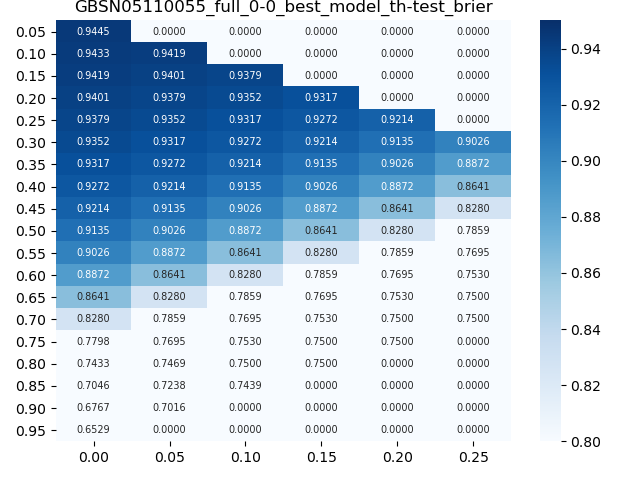 GBSN05110055_full_0-0_best_model_th-test_brier
0.05 0.9445 0.0000 0.0000 0.0000 0.0000 0.0000
0.10 0.9433 0.9419 0.0000 0.0000 0.0000 0.0000
0.15 0.9419 0.9401 0.9379 0.0000 0.0000 0.0000
0.20 0.9401 0.9379 0.9352 0.9317 0.0000 0.0000
0.25 0.9379 0.9352 0.9317 0.9272 0.9214 0.0000
0.30 0.9352 0.9317 0.9272 0.9214 0.9135 0.9026
0.35 0.9317 0.9272 0.9214 0.9135 0.9026 0.8872
0.40 0.9272 0.9214 0.9135 0.9026 0.8872 0.8641
0.45 0.9214 0.9135 0.9026 0.8872 0.8641 0.8280
0.50 0.9135 0.9026 0.8872 0.8641 0.8280 0.7859
0.55 0.9026 0.8872 0.8641 0.8280 0.7859 0.7695
0.60 0.8872 0.8641 0.8280 0.7859 0.7695 0.7530
0.65 0.8641 0.8280 0.7859 0.7695 0.7530 0.7500
0.70 0.8280 0.7859 0.7695 0.7530 0.7500 0.7500
0.75 0.7798 0.7695 0.7530 0.7500 0.7500 0.0000
0.80 0.7433 0.7469 0.7500 0.7500 0.0000 0.0000
0.85 0.7046 0.7238 0.7439 0.0000 0.0000 0.0000
0.90 0.6767 0.7016 0.0000 0.0000 0.0000 0.0000
0.95 0.6529 0.0000 0.0000 0.0000 0.0000 0.0000
0.00 0.05 0.10 0.15 0.20 0.25
0.94
0.92
0.90
0.88
0.86
0.84
0.82
0.80